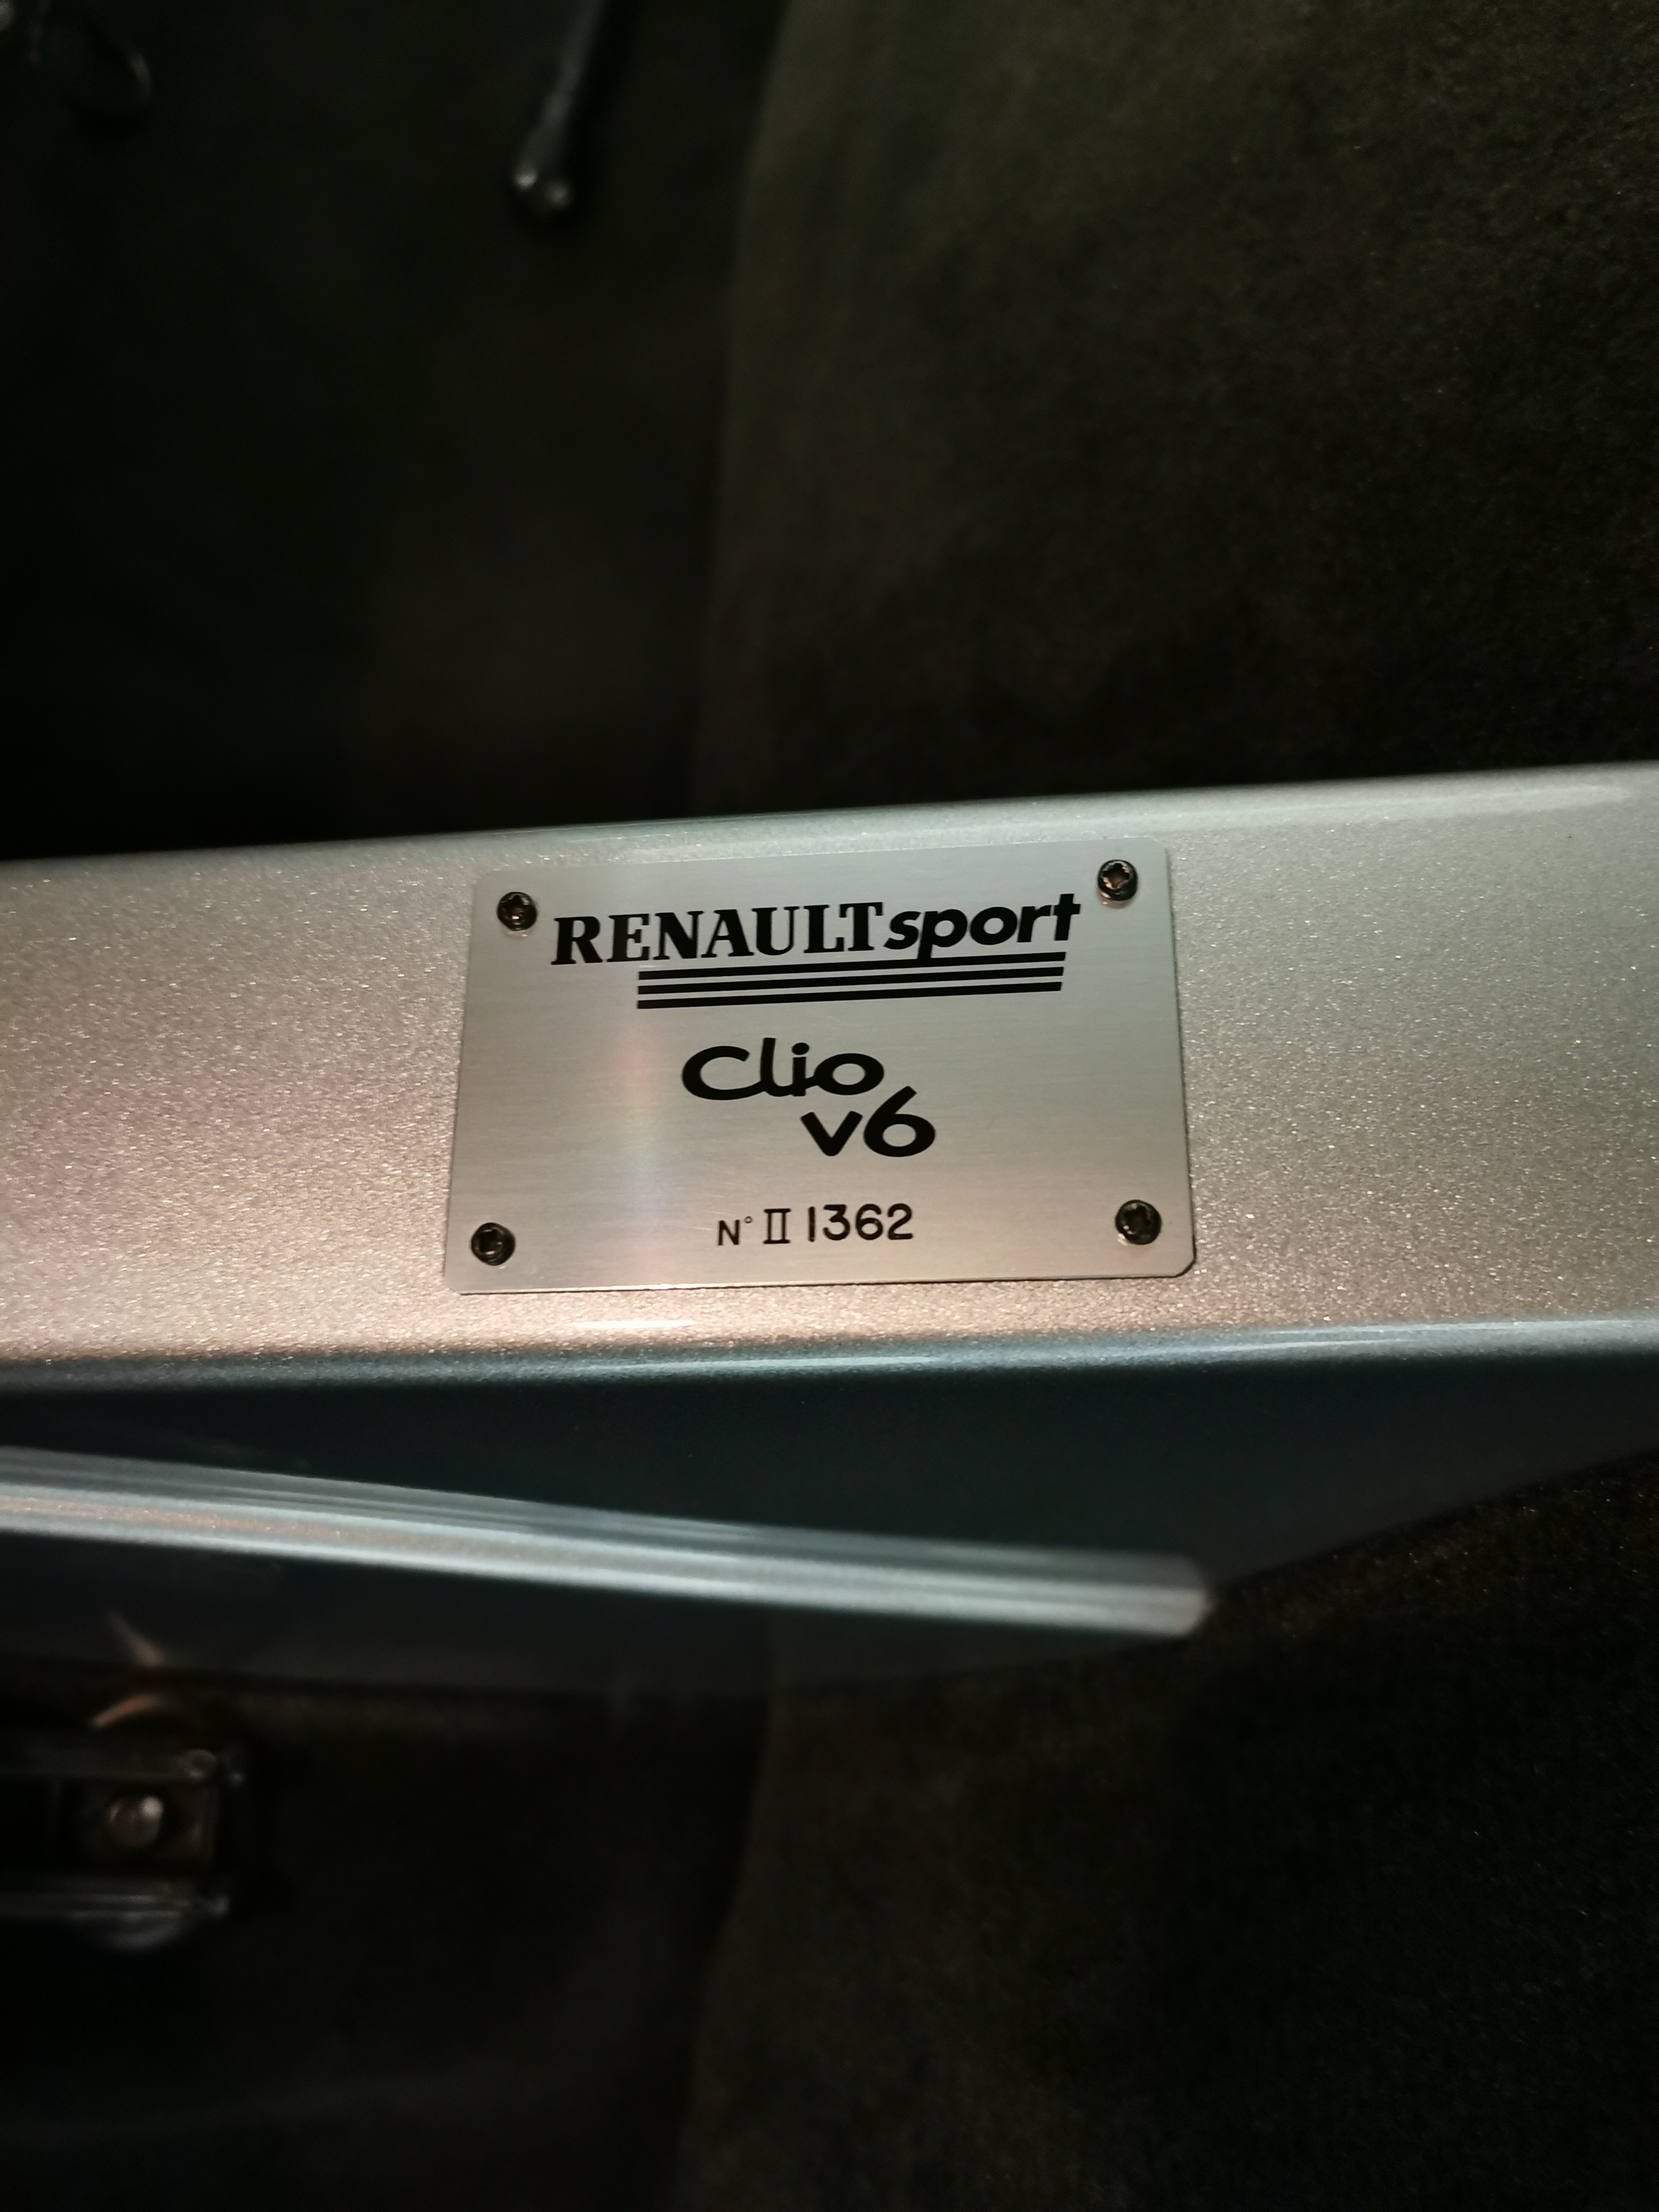 RENAULTsport
Clio
v6
N° II 1362